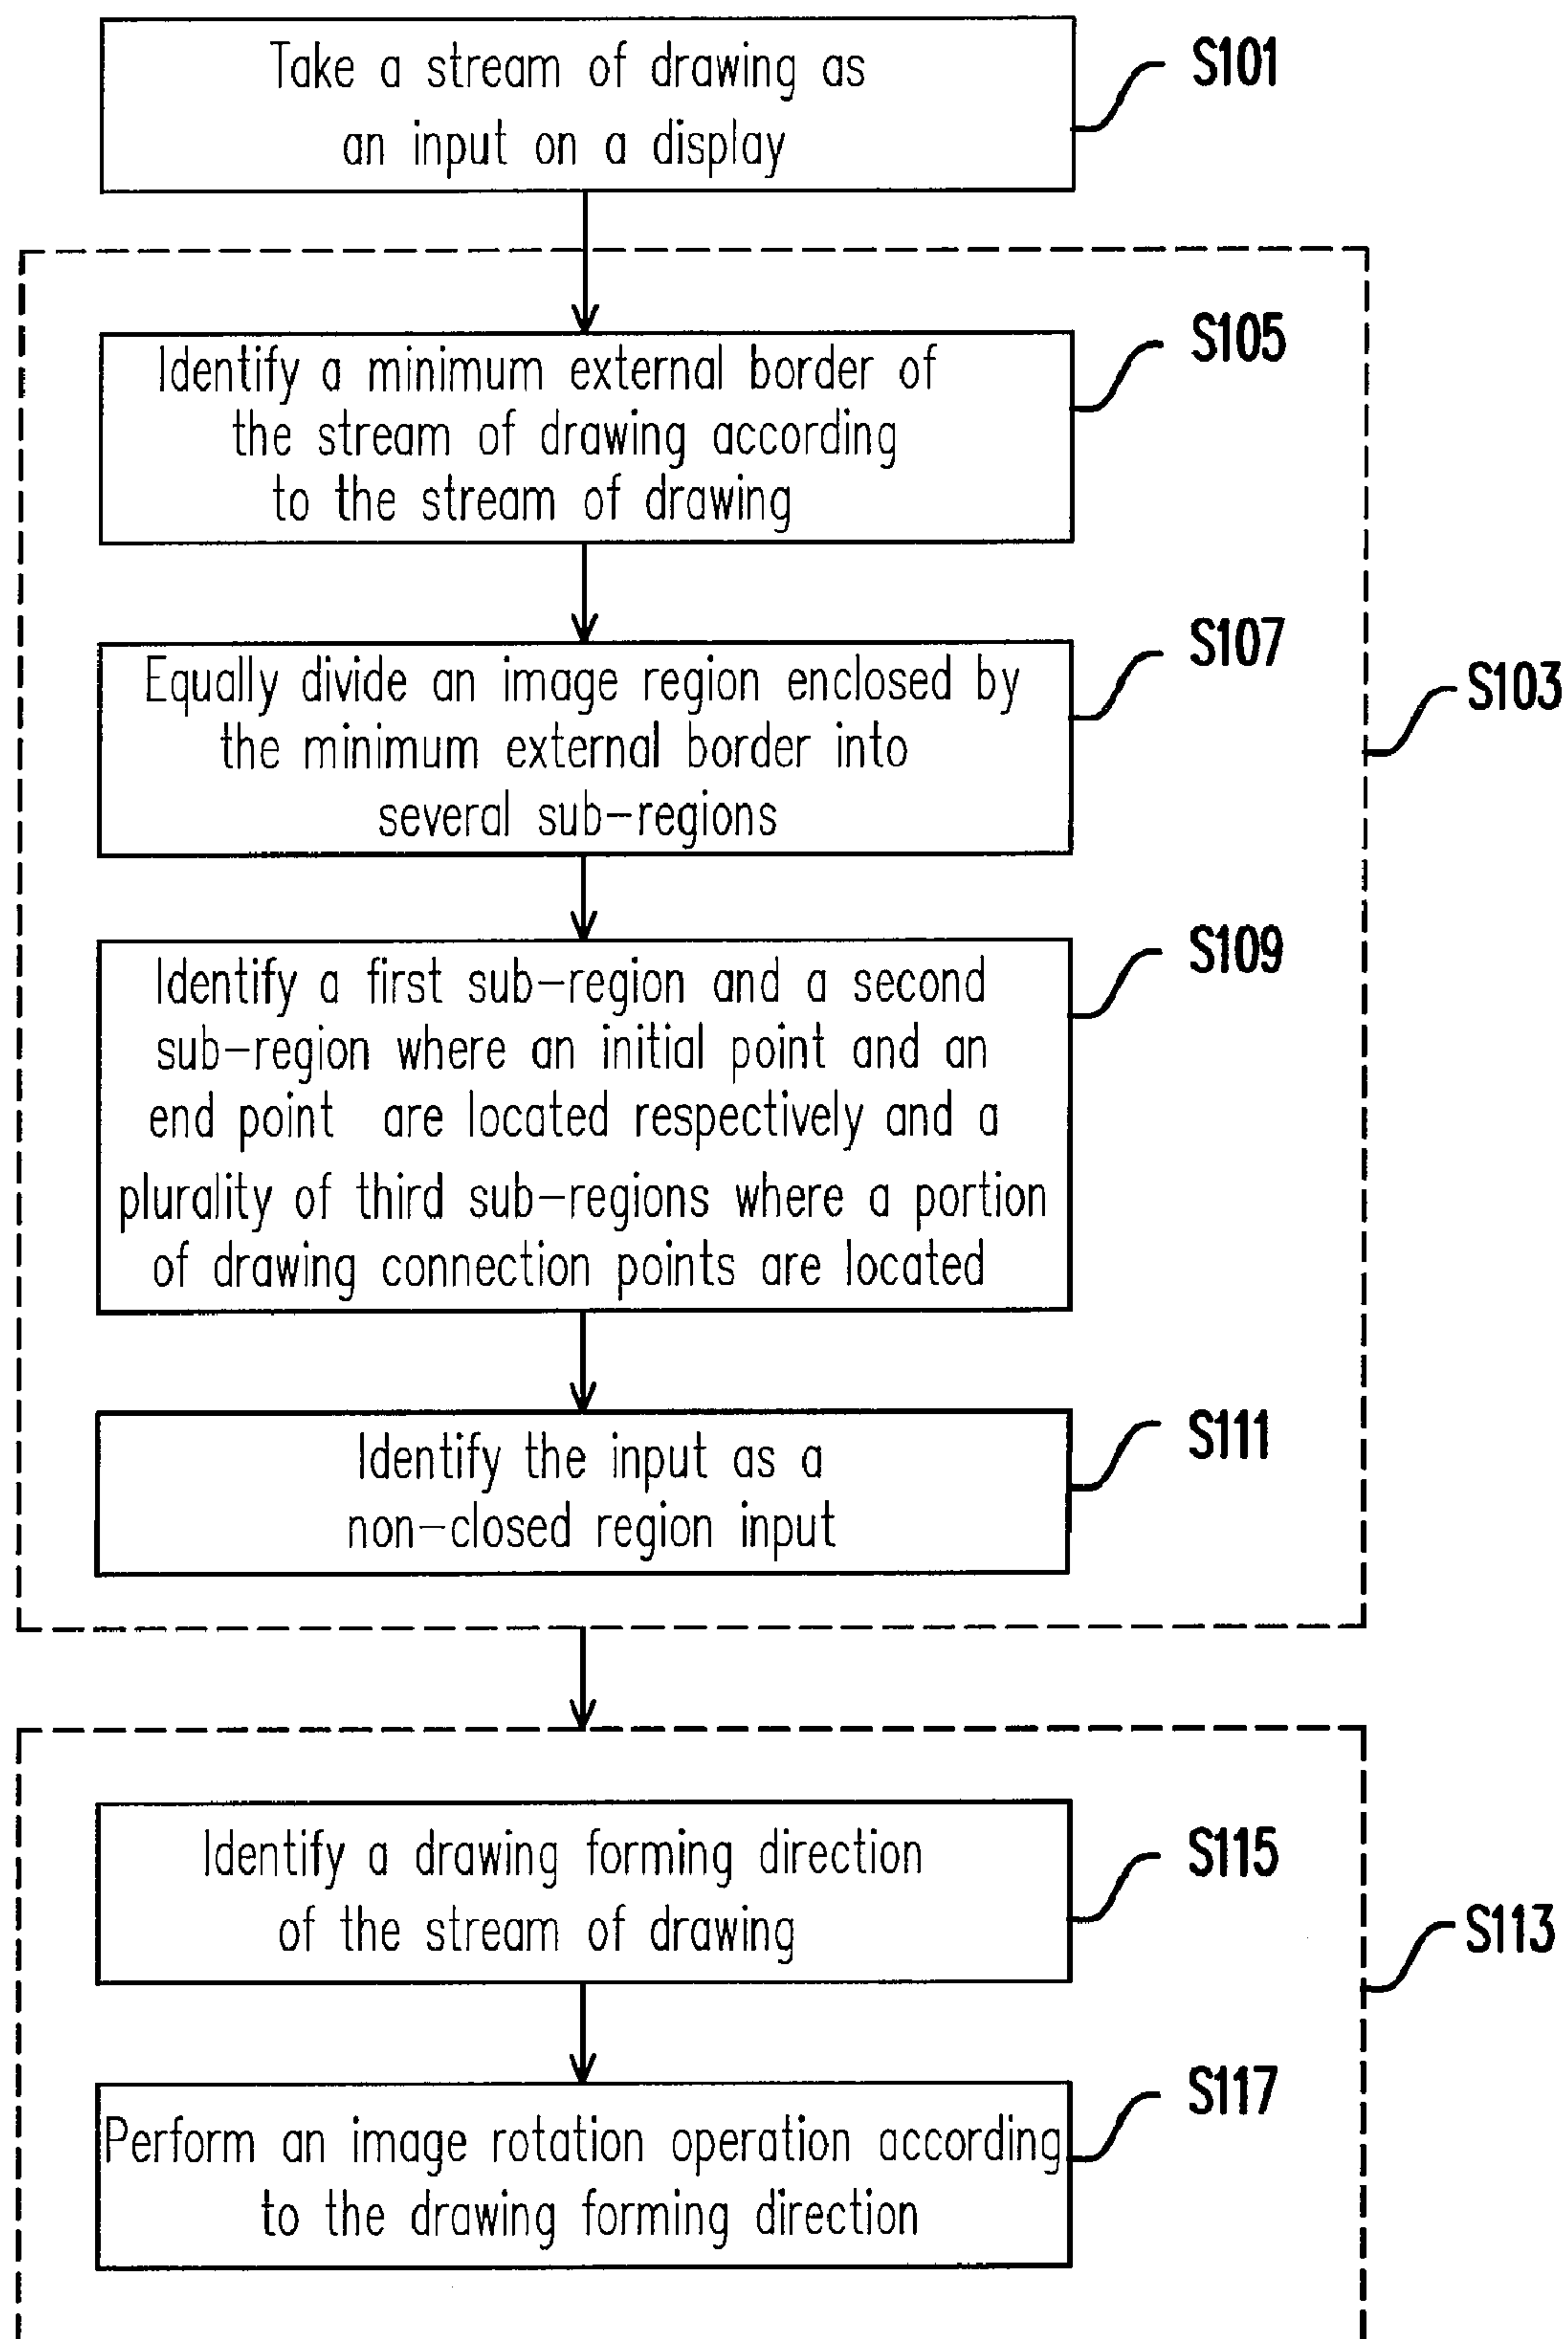 Take a stream of drawing as
an input on a display
S101
Identify a minimum external border of
the stream of drawing according
to the stream of drawing
S105
Equally divide an image region enclosed by
the minimum external border into
several sub-regions
S107
S103
Identify a first sub-region and a second
sub-region where an initial point and an
end point are located respectively and a
plurality of third sub-regions where a portion
of drawing connection points are located
S109
Identify the input as a
non-closed region input
S111
Identify a drawing forming direction
of the stream of drawing
S115
S113
Perform an image rotation operation according
to the drawing forming direction
S117